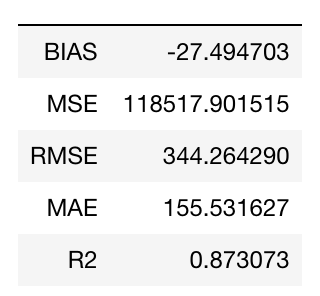 BIAS -27.494703
MSE 118517.901515
RMSE 344.264290
MAE 155.531627
R2 0.873073